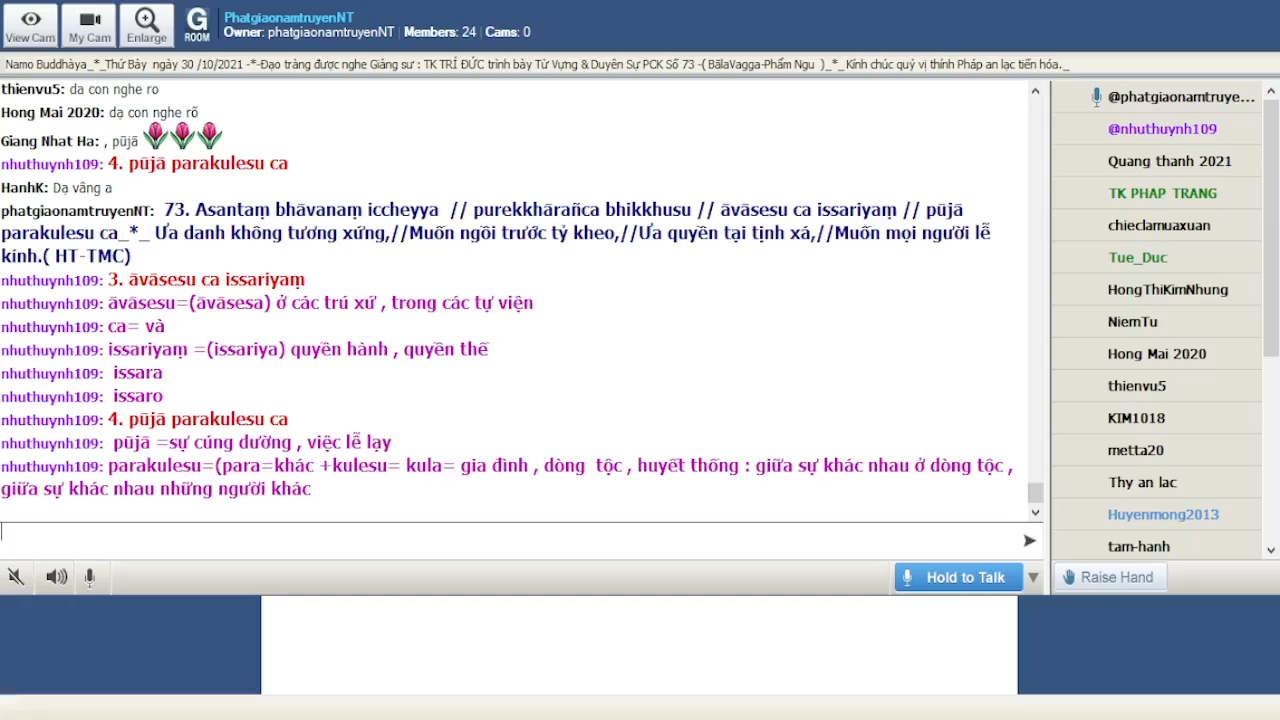 View Cam
My Cam
Enlarge
G
ROOM
PhatgiaonamtruyenNT
Owner: phatgiaonamtruyenNT | Members: 24 | Cams: 0
Namo Buddhàya_*_Thứ Bảy ngày 30 /10/2021 -*-Đạo tràng được nghe Giảng sư : TK TRÍ ĐỨC trình bày Từ Vựng & Duyên Sự PCK Số 73 -( BālaVagga-Phẩm Ngu )_*_ Kính chúc quý vị thính Pháp an lạc tiến hóa._
thienvu5: da con nghe ro
Hong Mai 2020: dạ con nghe rõ
Giang Nhat Ha: , pūjā
nhuthuynh109: 4. pūjā parakulesu ca
HanhK: Dạ vâng a
phatgiaonamtruyenNT: 73. Asantaṃ bhāvanaṃ iccheyya // purekkhārañca bhikkhusu // āvāsesu ca issariyaṃ // pūjā
parakulesu ca_*_ Ưa danh không tương xứng,//Muốn ngồi trước tỷ kheo,//Ưa quyền tại tịnh xá,//Muốn mọi người lễ
kính.( HT-TMC)
nhuthuynh109: 3. āvāsesu ca issariyaṃ
nhuthuynh109: āvāsesu=(āvāsesa) ở các trú xứ , trong các tự viện
nhuthuynh109: ca= và
nhuthuynh109: issariyaṃ =(issariya) quyền hành , quyền thế
nhuthuynh109: issara
nhuthuynh109: issaro
nhuthuynh109: 4. pūjā parakulesu ca
nhuthuynh109: pūjā =sự cúng dường , việc lễ lạy
nhuthuynh109: parakulesu=(para=khác +kulesu= kula= gia đình , dòng tộc , huyết thống : giữa sự khác nhau ở dòng tộc ,
giữa sự khác nhau những người khác
@phatgiaonamtruye...
@nhuthuynh109
Quang thanh 2021
TK PHAP TRANG
chieclamuaxuan
Tue_Duc
HongThiKimNhung
NiemTu
Hong Mai 2020
thienvu5
KIM1018
metta20
Thy an lac
Huyenmong2013
tam-hanh
Hold to Talk
Raise Hand